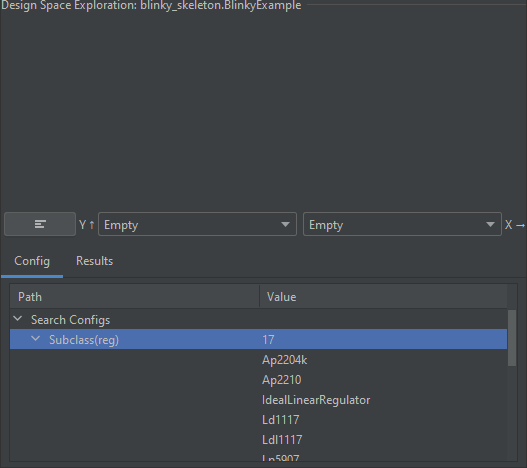 Design Space Exploration: blinky_skeleton.BlinkyExample
Y ↑ Empty Empty X →
Config Results
Path Value
Search Configs
Subclass(reg) 17
Ap2204k
Ap2210
IdealLinearRegulator
Ld1117
Ldl1117
Lp5907